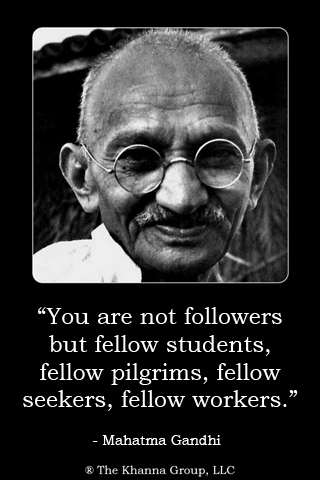 “You are not followers
but fellow students,
fellow pilgrims, fellow
seekers, fellow workers.”
- Mahatma Gandhi
® The Khanna Group, LLC